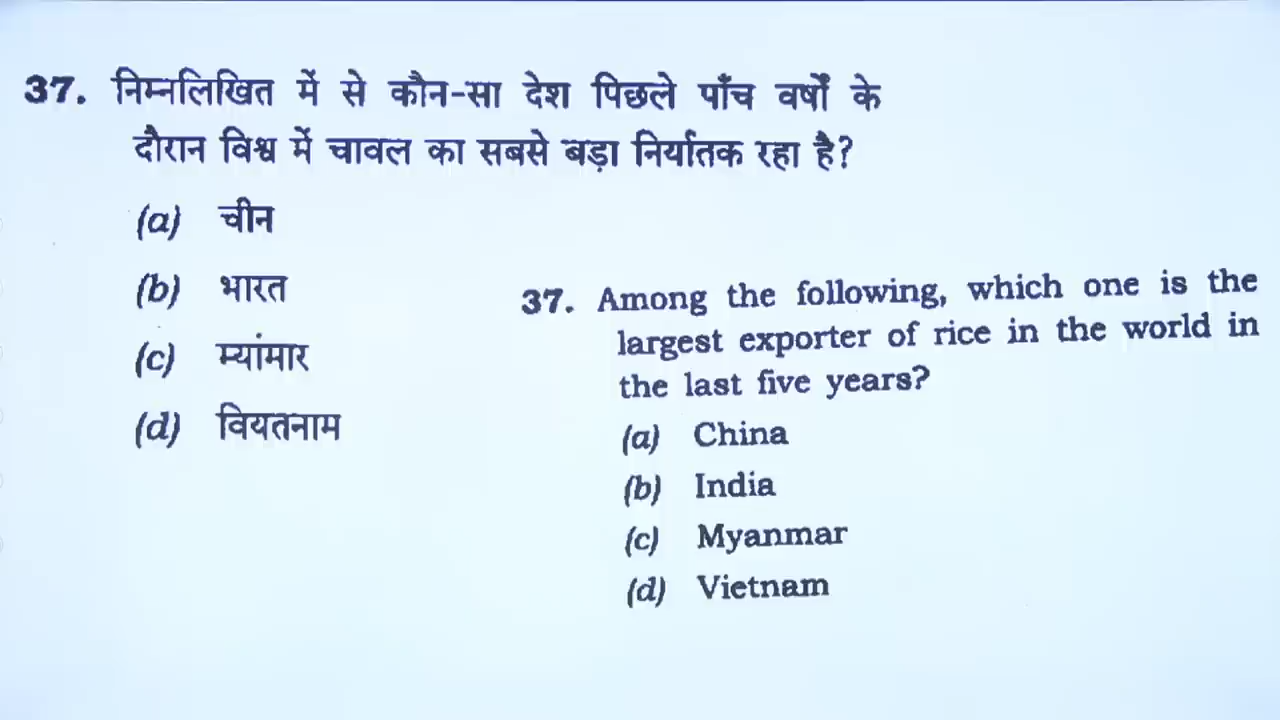 37. निम्नलिखित में से कौन-सा देश पिछले पाँच वर्षों के
दौरान विश्व में चावल का सबसे बड़ा निर्यातक रहा है?
(a) चीन
(b) भारत
(c) म्यांमार
(d) वियतनाम
37. Among the following, which one is the
largest exporter of rice in the world in
the last five years?
(a) China
(b) India
(c) Myanmar
(d) Vietnam